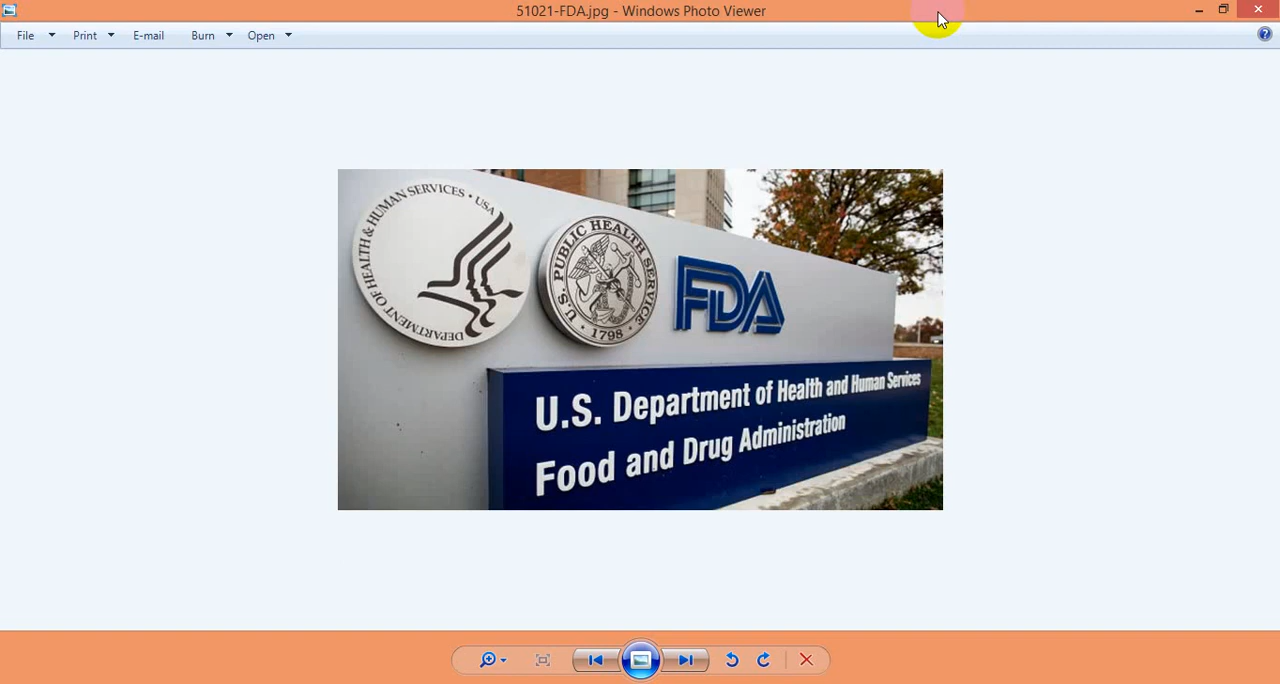 51021-FDA.jpg - Windows Photo Viewer
File Print E-mail Burn Open
DEPARTMENT OF HEALTH & HUMAN SERVICES • USA
U.S. PUBLIC HEALTH SERVICE
• 1798 •
FDA
U.S. Department of Health and Human Services
Food and Drug Administration